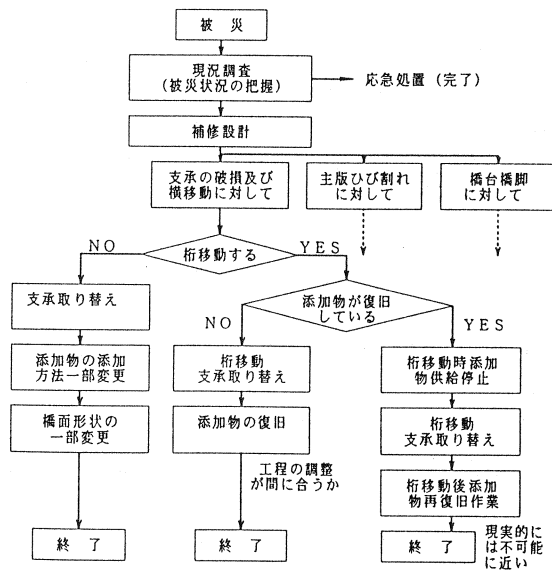 被 災
現況調査
(被災状況の把握)
応急処置 (完了)
補修設計
支承の破損及び
横移動に対して
主版ひび割れ
に対して
橋台橋脚
に対して
NO
桁移動する
YES
支承取り替え
添加物が復旧
している
NO
YES
添加物の添加
方法一部変更
桁移動
支承取り替え
桁移動時添加
物供給停止
橋面形状の
一部変更
添加物の復旧
桁移動
支承取り替え
工程の調整
が間に合うか
桁移動後添加
物再復旧作業
終 了
終 了
終 了
現実的に
は不可能
に近い